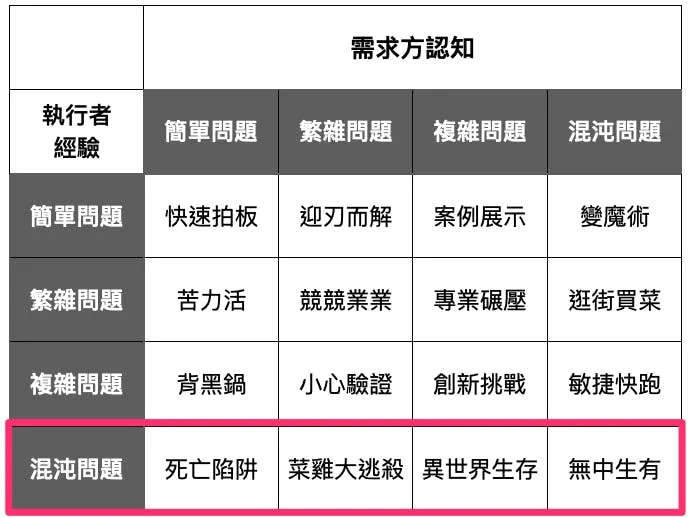 需求方認知
執行者
經驗
簡單問題 繁雜問題 複雜問題 混沌問題
簡單問題 快速拍板 迎刃而解 案例展示 變魔術
繁雜問題 苦力活 競競業業 專業碾壓 逛街買菜
複雜問題 背黑鍋 小心驗證 創新挑戰 敏捷快跑
混沌問題 死亡陷阱 菜雞大逃殺 異世界生存 無中生有